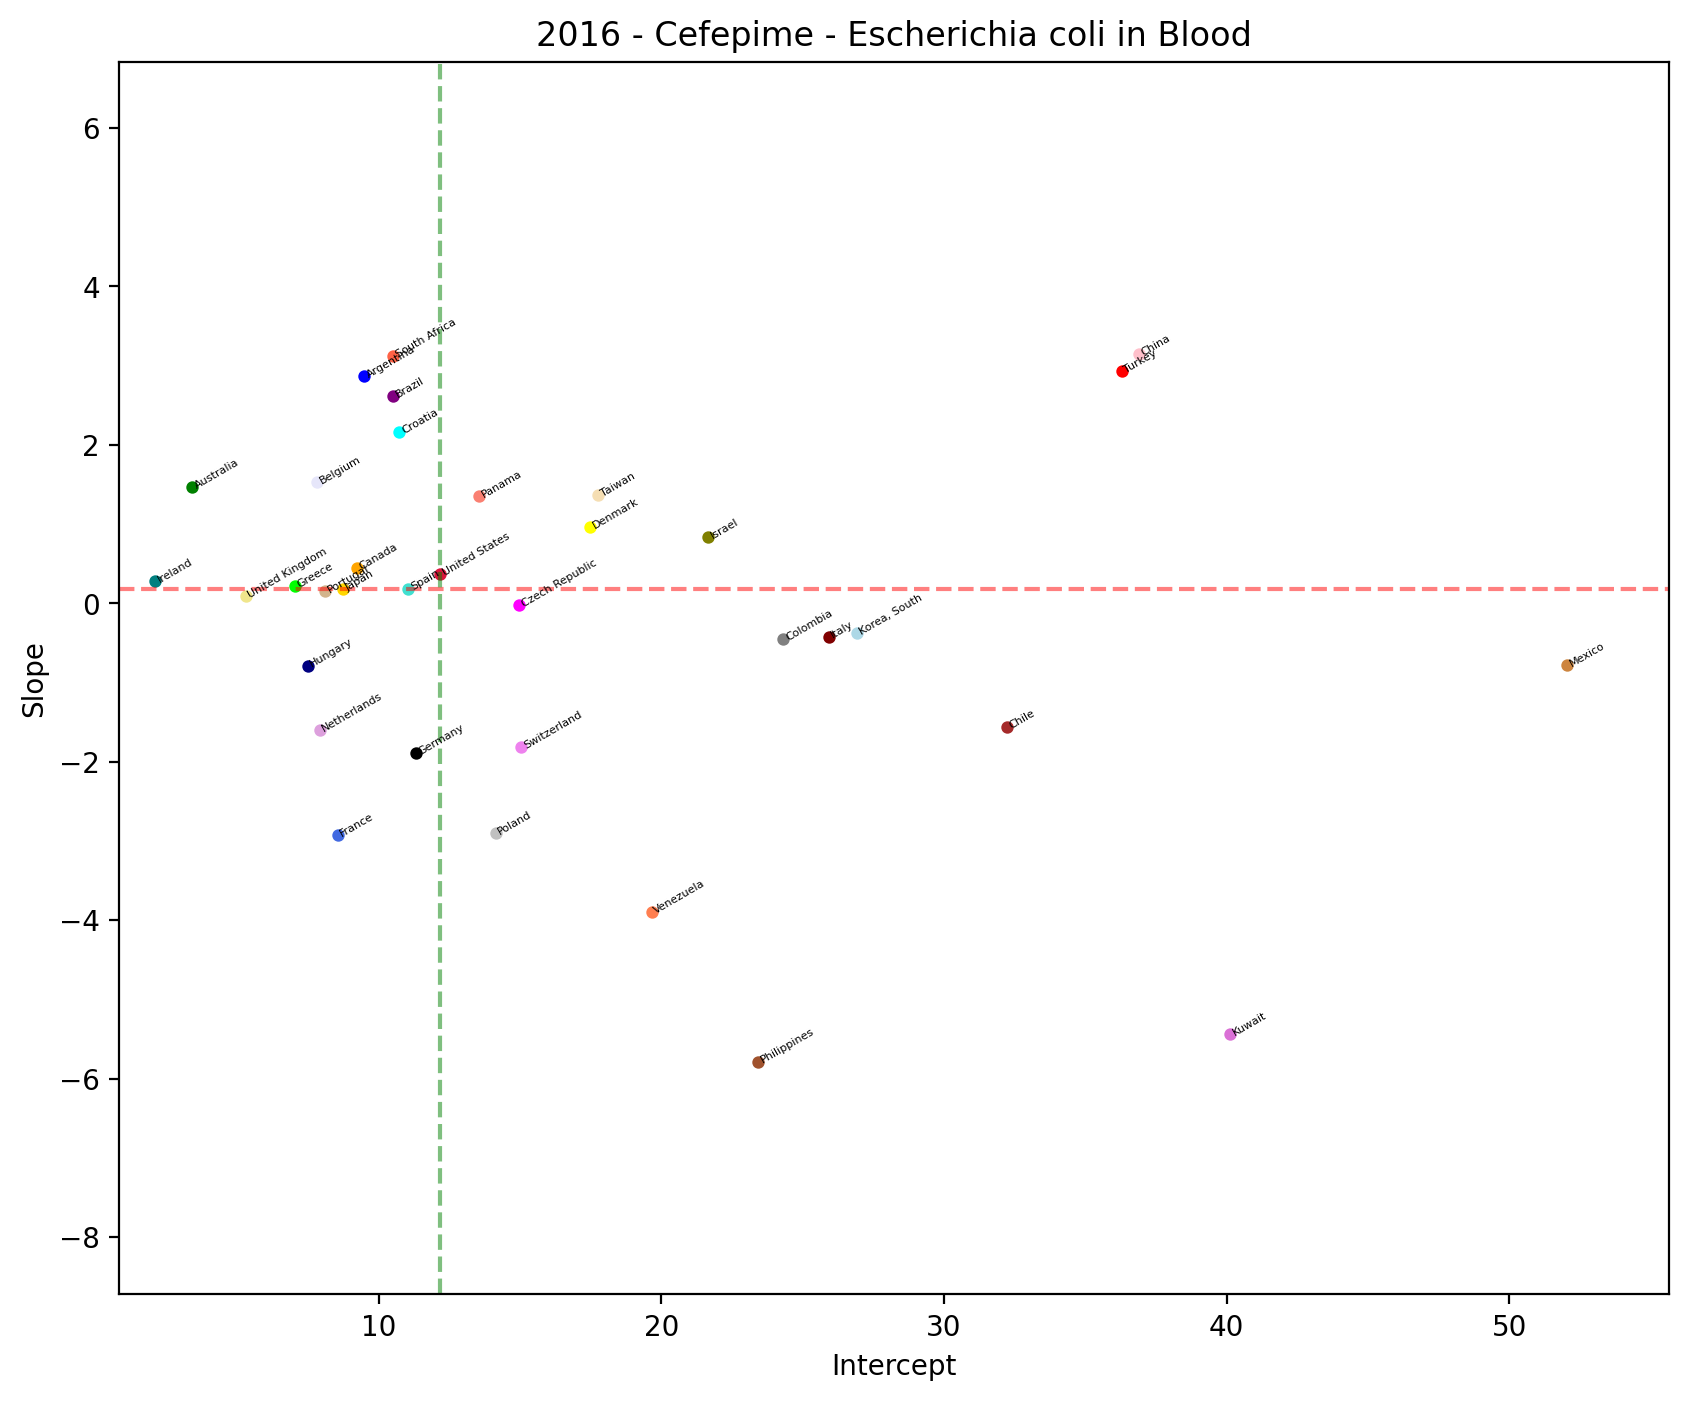 2016 - Cefepime - Escherichia coli in Blood
6
4
2
0
−2
−4
−6
−8
Slope
South Africa
Argentina
Brazil
Croatia
China
Turkey
Australia
Belgium
Panama
Taiwan
Denmark
Israel
Ireland
United Kingdom
Greece
Portugal
Japan
Canada
Spain
United States
Czech Republic
Colombia
Italy
Korea, South
Mexico
Hungary
Netherlands
Germany
Switzerland
Chile
France
Poland
Venezuela
Philippines
Kuwait
10
20
30
40
50
Intercept